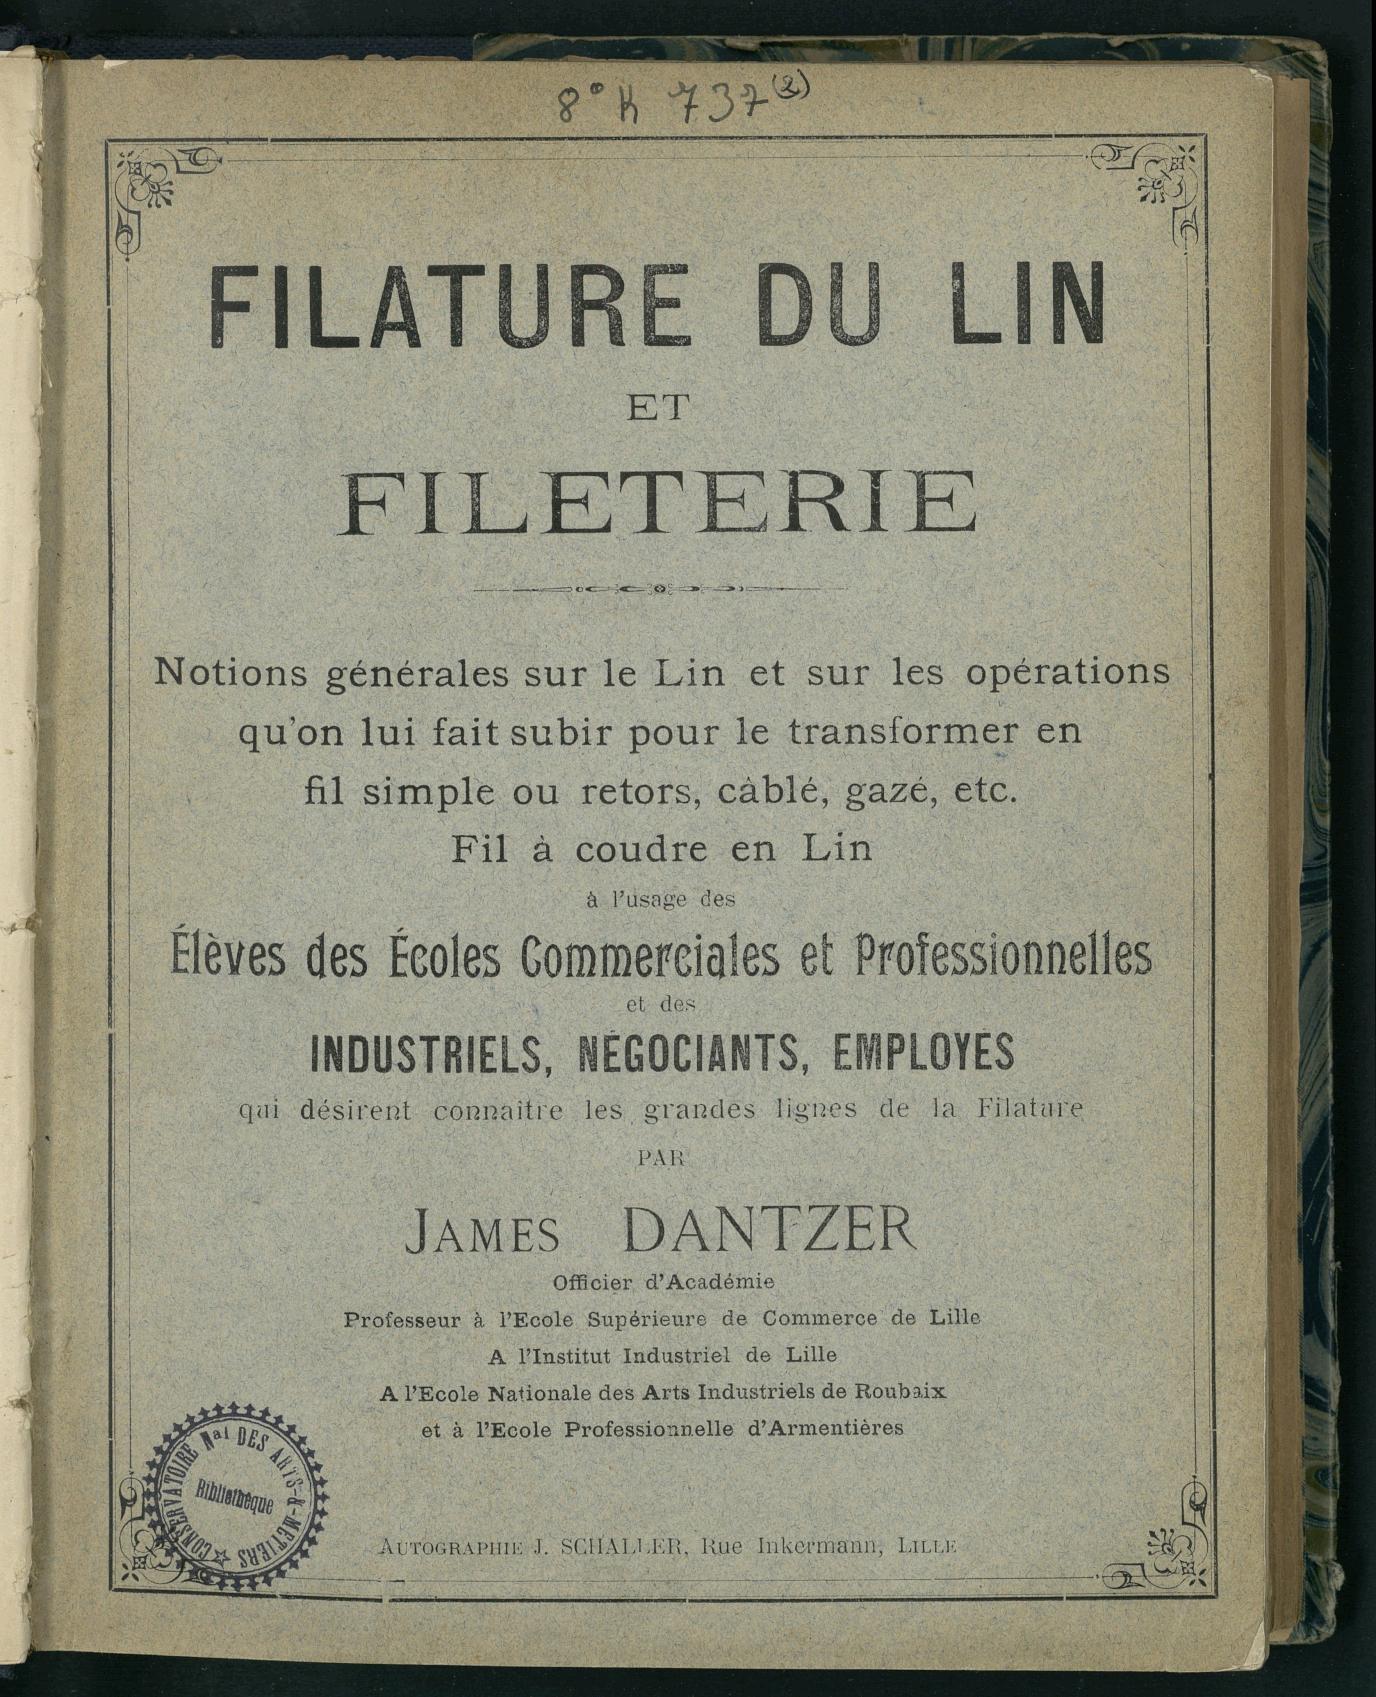 8° K 737 (2)
FILATURE DU LIN
ET
FILETERIE
Notions générales sur le Lin et sur les opérations
qu'on lui fait subir pour le transformer en
fil simple ou retors, câblé, gazé, etc.
Fil à coudre en Lin
à l'usage des
Élèves des Écoles Commerciales et Professionnelles
et des
INDUSTRIELS, NÉGOCIANTS, EMPLOYÉS
qui désirent connaître les grandes lignes de la Filature
PAR
JAMES DANTZER
Officier d'Académie
Professeur à l'Ecole Supérieure de Commerce de Lille
A l'Institut Industriel de Lille
A l'Ecole Nationale des Arts Industriels de Roubaix
et à l'Ecole Professionnelle d'Armentières
CONSERVATOIRE Nal DES ARTS-&-METIERS
Bibliothèque
AUTOGRAPHIE J. SCHALLER, Rue Inkermann, LILLE